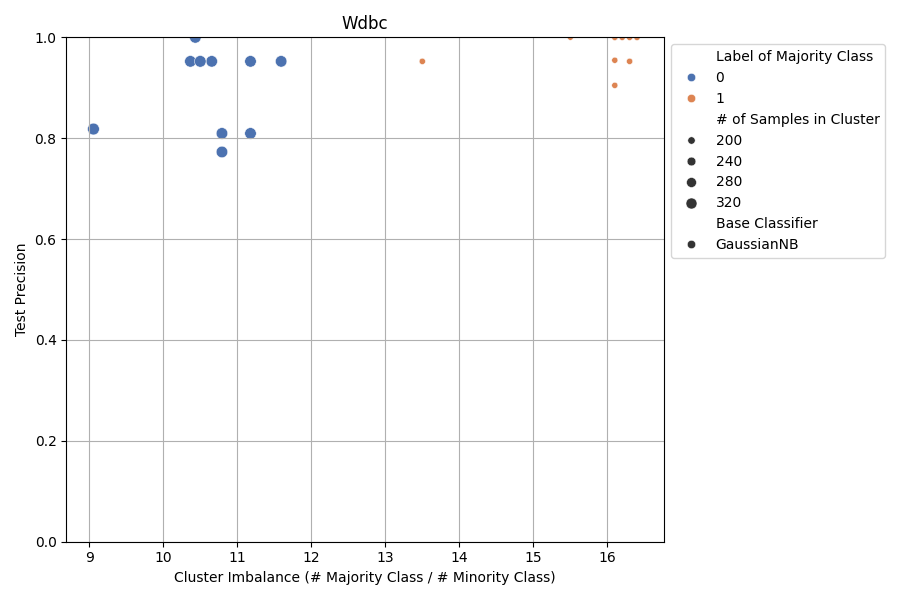 Wdbc
1.0
0.8
0.6
0.4
0.2
0.0
Test Precision
9 10 11 12 13 14 15 16
Cluster Imbalance (# Majority Class / # Minority Class)
Label of Majority Class
0
1
# of Samples in Cluster
200
240
280
320
Base Classifier
GaussianNB